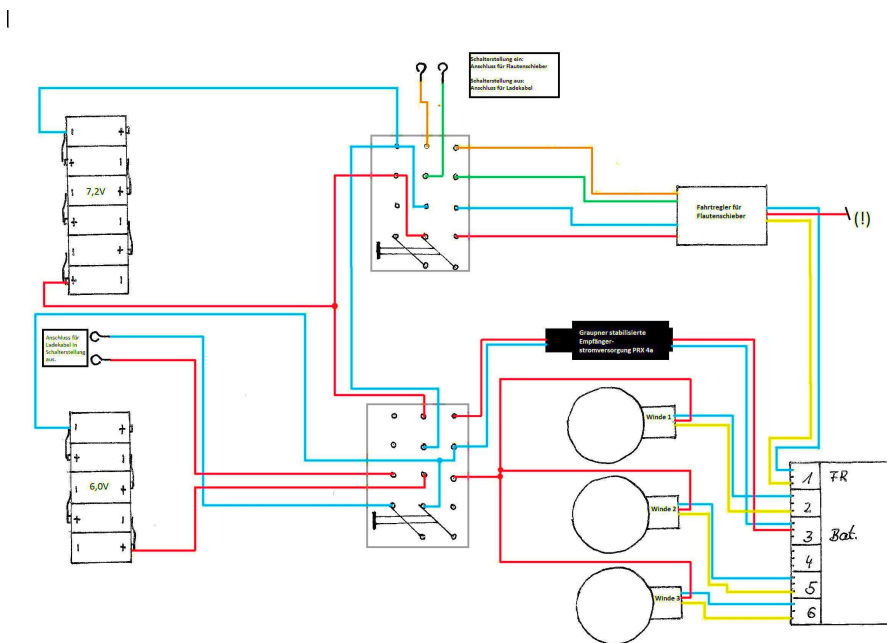 Schalterstellung ein:
Anschluss für Flautenschieber
Schalterstellung aus:
Anschluss für Ladekabel
7,2V
Fahrtregler für
Flautenschieber
(!)
Anschluss für
Ladekabel in
Schalterstellung
aus.
Graupner stabilisierte
Empfänger-
stromversorgung PRX 4a
Winde 1
6,0V
1 FR
2
Winde 2
3 Bat.
4
5
Winde 3
6